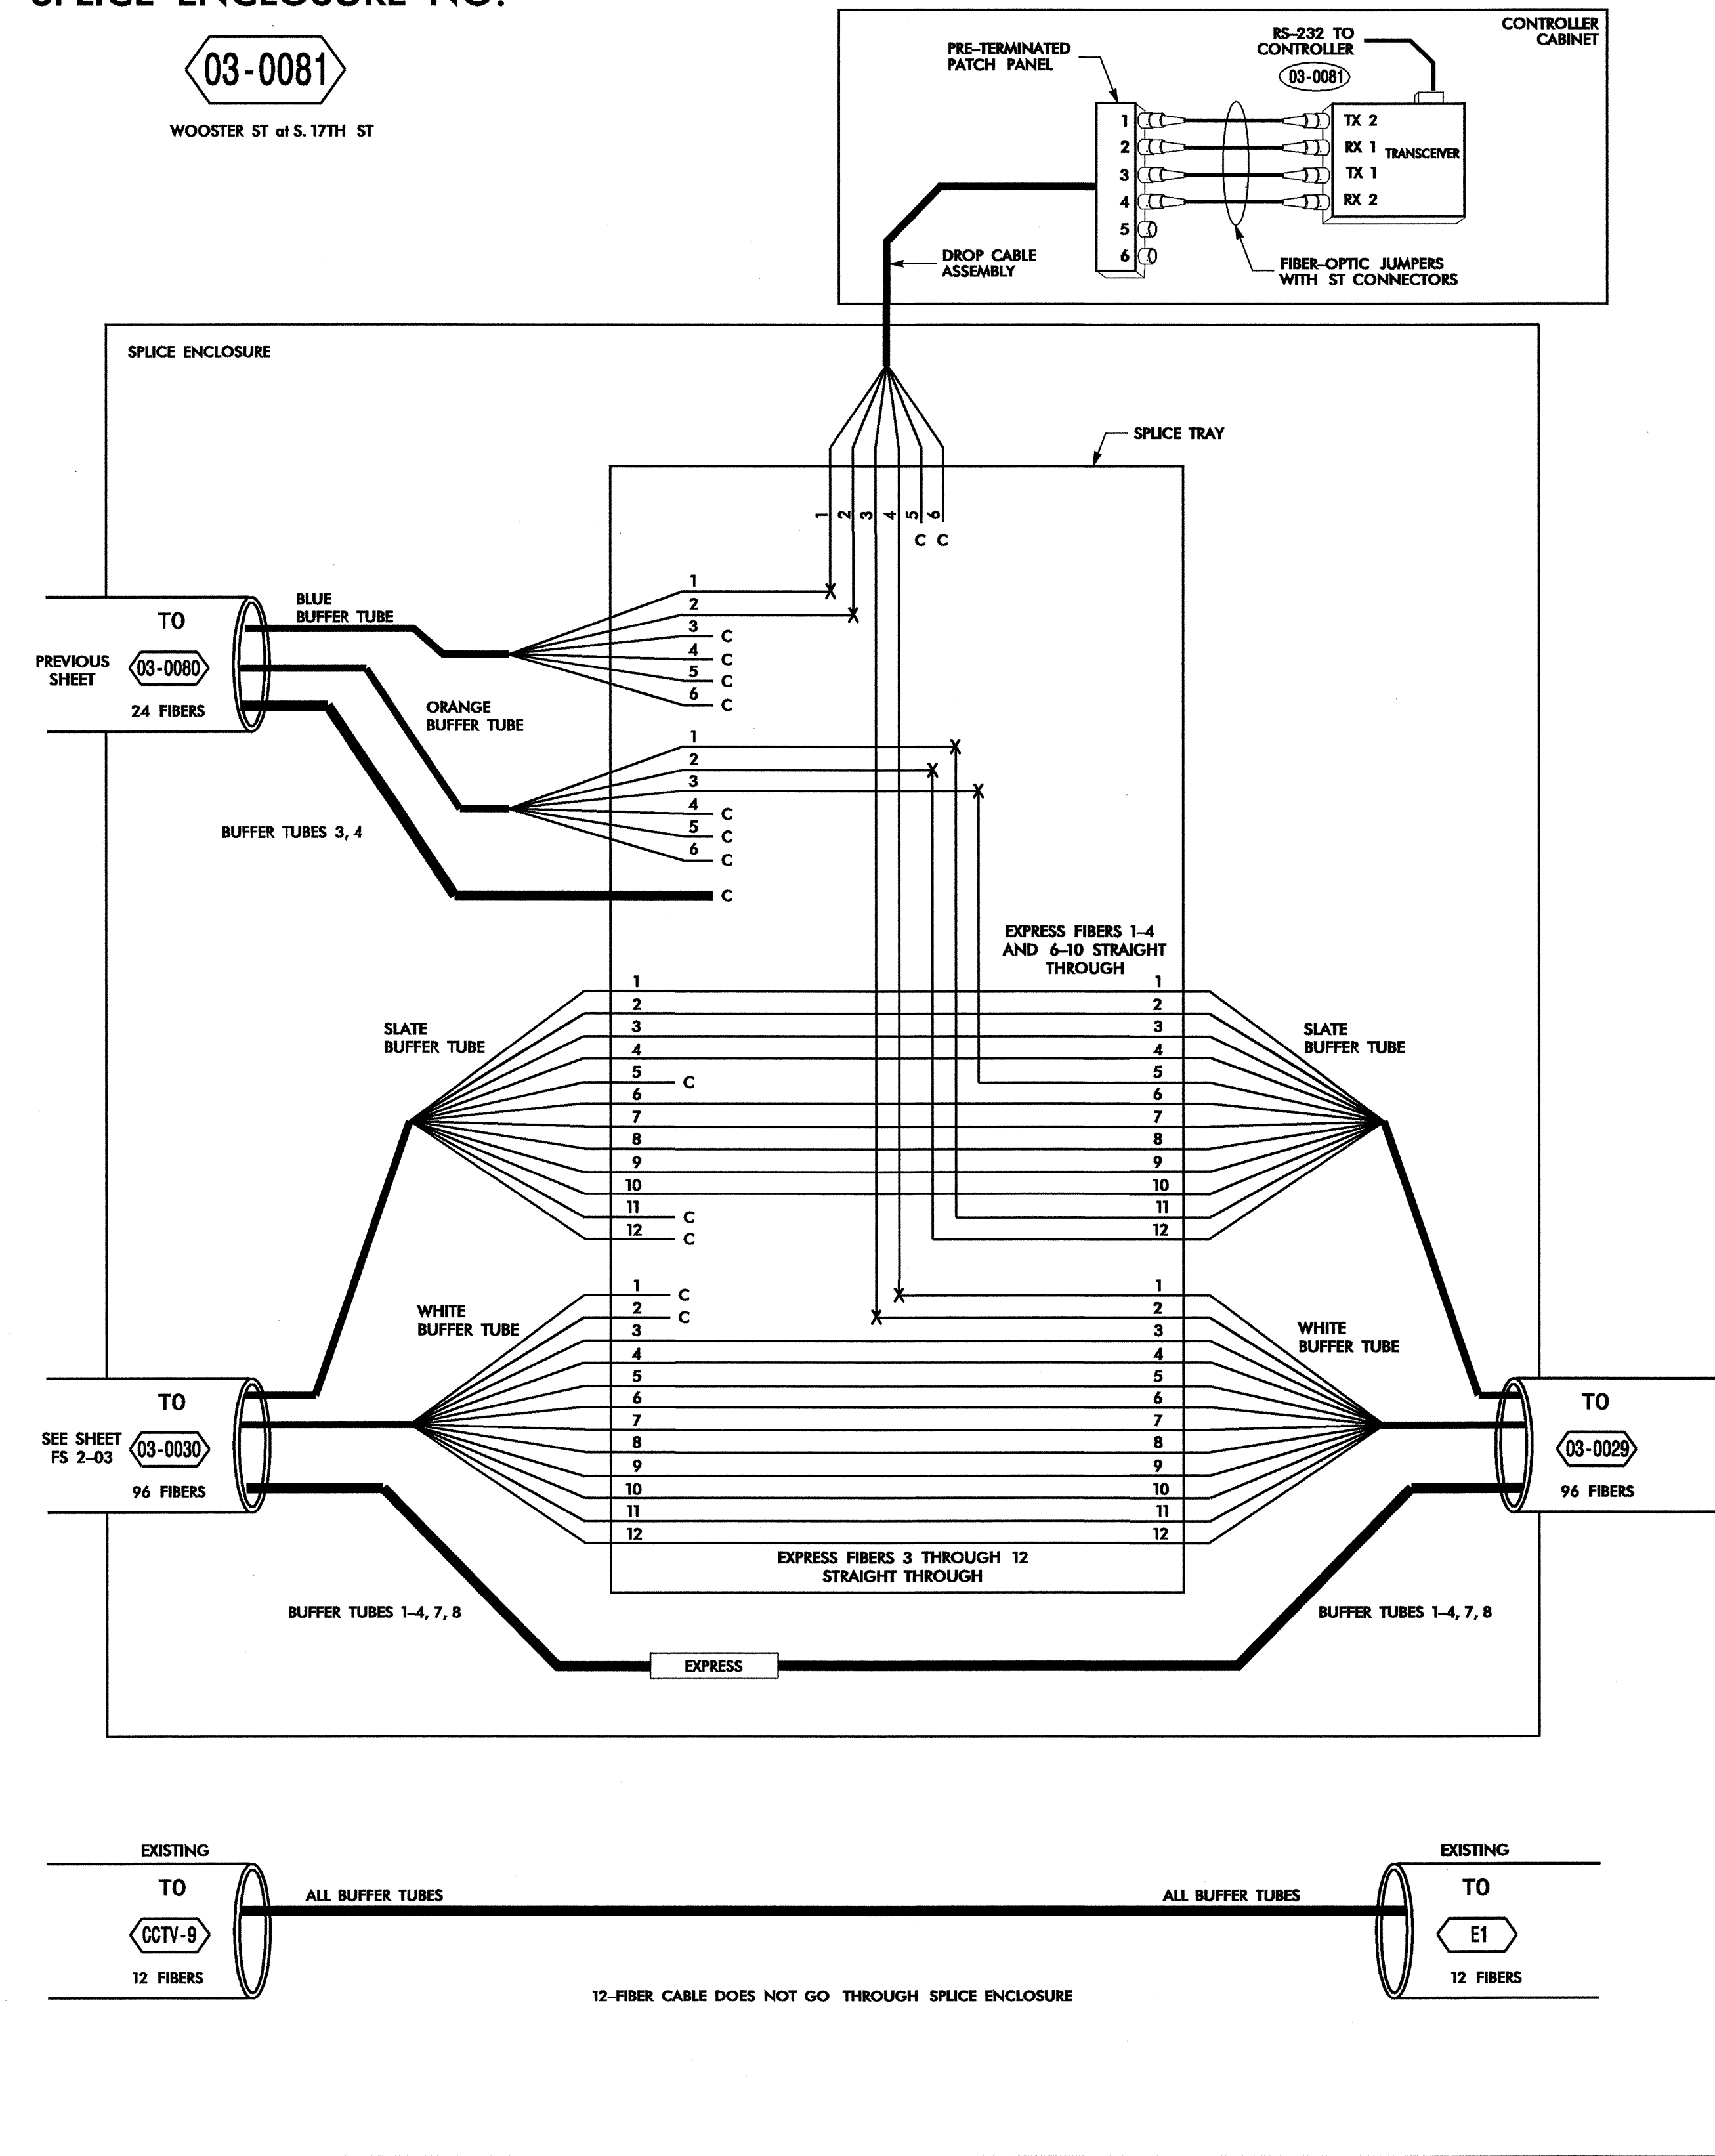 SPLICE ENCLOSURE NO.
03-0081
WOOSTER ST at S. 17TH ST
CONTROLLER
CABINET
RS-232 TO
CONTROLLER
03-0081
PRE-TERMINATED
PATCH PANEL
1
2
3
4
5
6
TX 2
RX 1
TX 1
RX 2
TRANSCEIVER
DROP CABLE
ASSEMBLY
FIBER-OPTIC JUMPERS
WITH ST CONNECTORS
SPLICE ENCLOSURE
SPLICE TRAY
1 2 3 4 5 6
C C
TO
PREVIOUS
SHEET
03-0080
24 FIBERS
BLUE
BUFFER TUBE
1
2
3 C
4 C
5 C
6 C
ORANGE
BUFFER TUBE
1
2
3
4 C
5 C
6 C
BUFFER TUBES 3, 4
C
EXPRESS FIBERS 1-4
AND 6-10 STRAIGHT
THROUGH
SLATE
BUFFER TUBE
SLATE
BUFFER TUBE
1 1
2 2
3 3
4 4
5 C 5
6 6
7 7
8 8
9 9
10 10
11 C 11
12 C 12
WHITE
BUFFER TUBE
WHITE
BUFFER TUBE
1 C 1
2 C 2
3 3
4 4
5 5
6 6
7 7
8 8
9 9
10 10
11 11
12 12
EXPRESS FIBERS 3 THROUGH 12
STRAIGHT THROUGH
TO
SEE SHEET
FS 2-03
03-0030
96 FIBERS
TO
03-0029
96 FIBERS
BUFFER TUBES 1-4, 7, 8
BUFFER TUBES 1-4, 7, 8
EXPRESS
EXISTING
TO
CCTV-9
12 FIBERS
ALL BUFFER TUBES
ALL BUFFER TUBES
EXISTING
TO
E1
12 FIBERS
12-FIBER CABLE DOES NOT GO THROUGH SPLICE ENCLOSURE